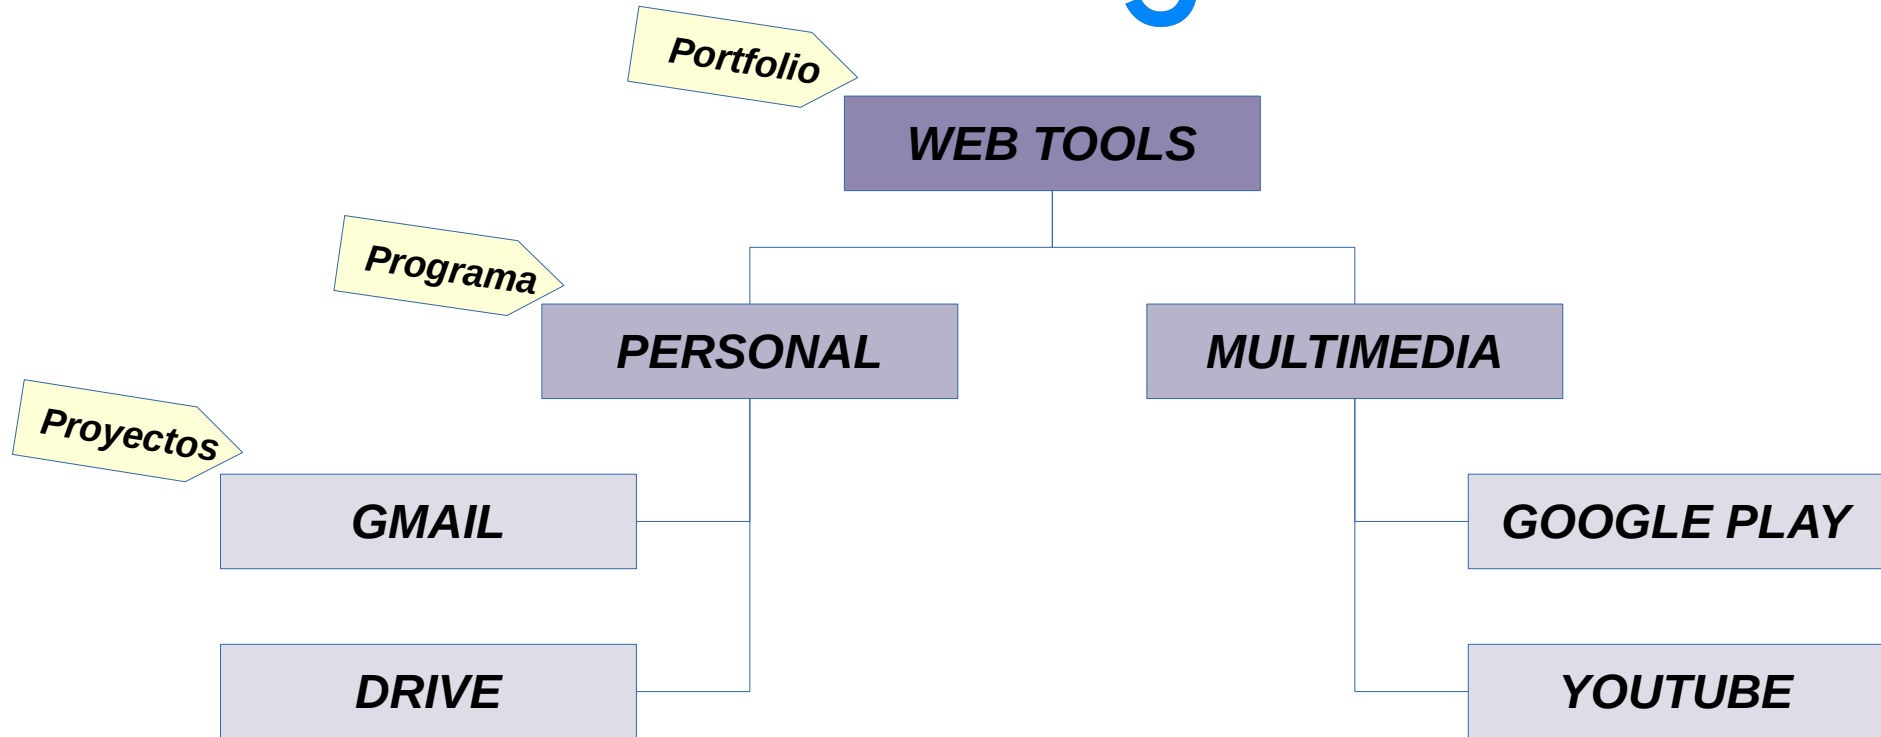 Portfolio
WEB TOOLS
Programa
PERSONAL
MULTIMEDIA
Proyectos
GMAIL
GOOGLE PLAY
DRIVE
YOUTUBE